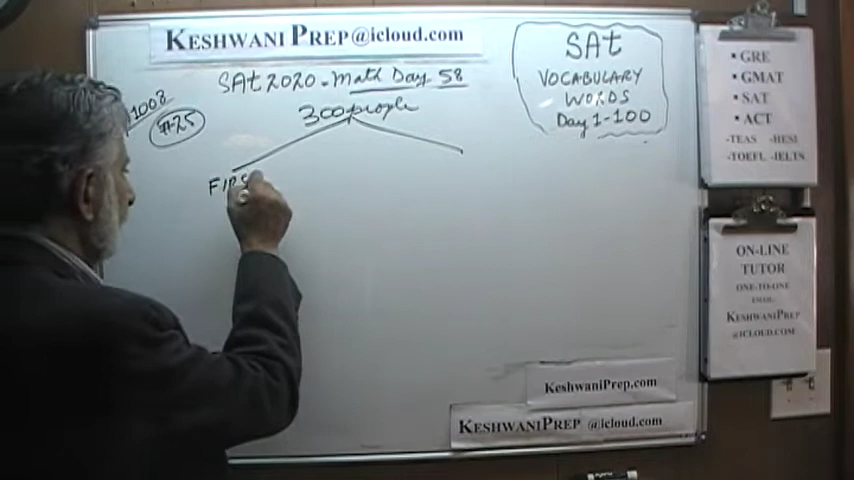 KESHWANI PREP@icloud.com
SAt 2020 - Math Day 58
1008
#-25
300 people
FIRS
SAt
VOCABULARY
WORDS
Day 1-100
▪ GRE
▪ GMAT
▪ SAT
▪ ACT
-TEAS -HESI
-TOEFL -IELTS
ON-LINE
TUTOR
ONE-TO-ONE
EMAIL
KESHWANIPREP
@ICLOUD.COM
KeshwaniPrep.com
KESHWANIPREP @icloud.com